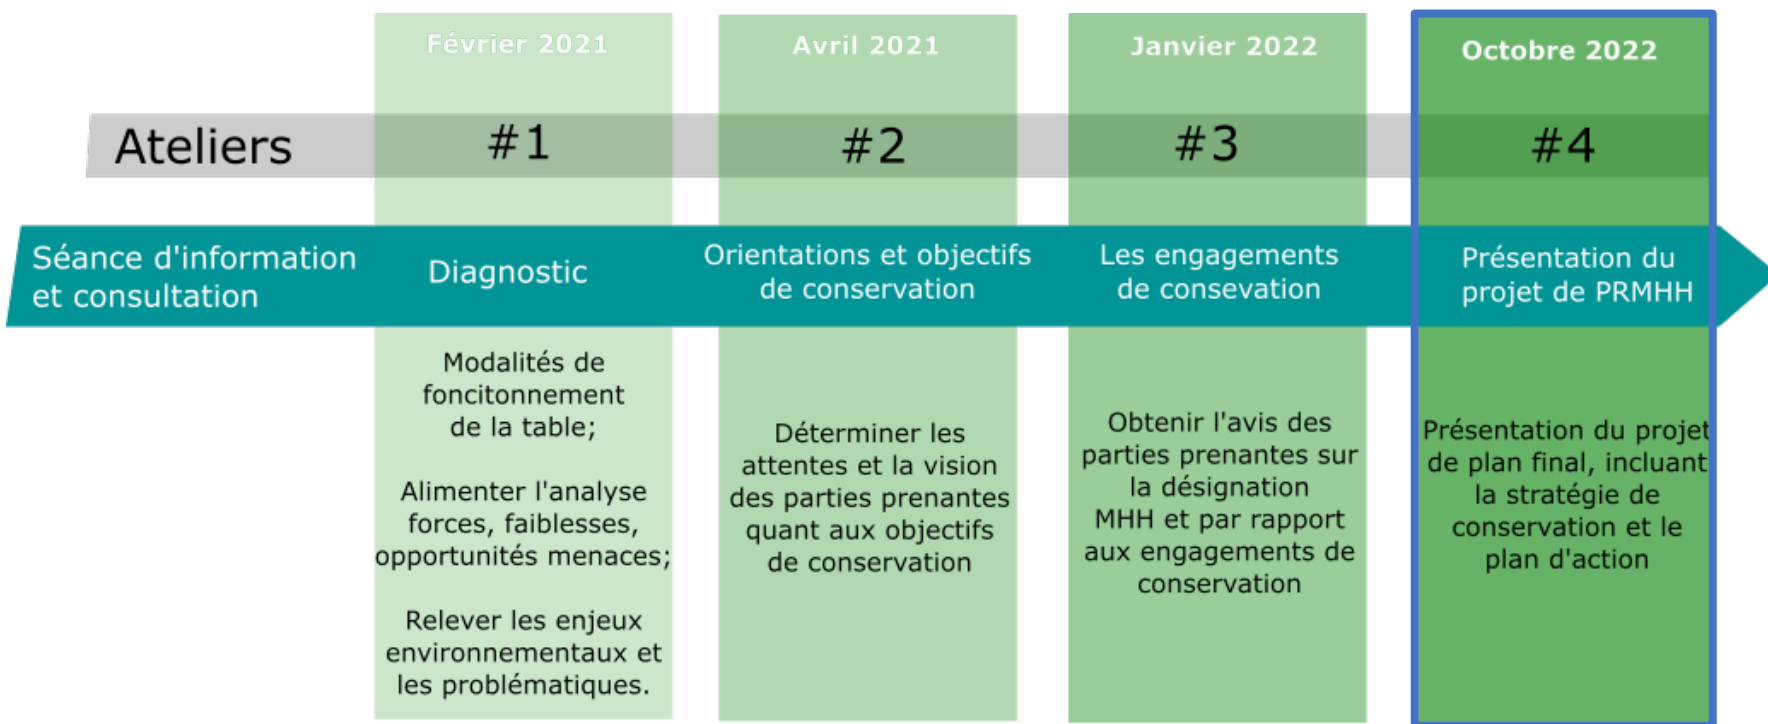 Février 2021
Avril 2021
Janvier 2022
Octobre 2022
Ateliers
#1
#2
#3
#4
Séance d'information
et consultation
Diagnostic
Orientations et objectifs
de conservation
Les engagements
de consevation
Présentation du
projet de PRMHH
Modalités de
foncitonnement
de la table;
Alimenter l'analyse
forces, faiblesses,
opportunités menaces;
Relever les enjeux
environnementaux et
les problématiques.
Déterminer les
attentes et la vision
des parties prenantes
quant aux objectifs
de conservation
Obtenir l'avis des
parties prenantes sur
la désignation
MHH et par rapport
aux engagements de
conservation
Présentation du projet
de plan final, incluant
la stratégie de
conservation et le
plan d'action